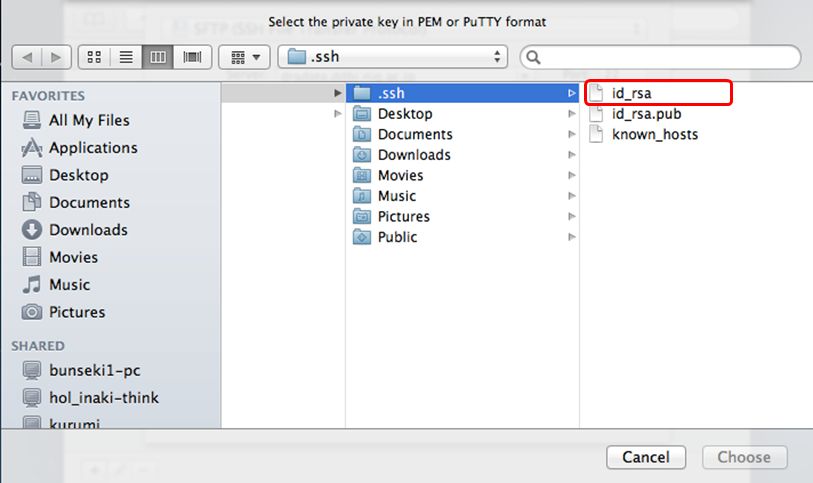 Select the private key in PEM or PuTTY format
.ssh
FAVORITES
All My Files
Applications
Desktop
Documents
Downloads
Movies
Music
Pictures
SHARED
bunseki1-pc
hol_inaki-think
kurumi
.ssh
Desktop
Documents
Downloads
Movies
Music
Pictures
Public
id_rsa
id_rsa.pub
known_hosts
Cancel
Choose